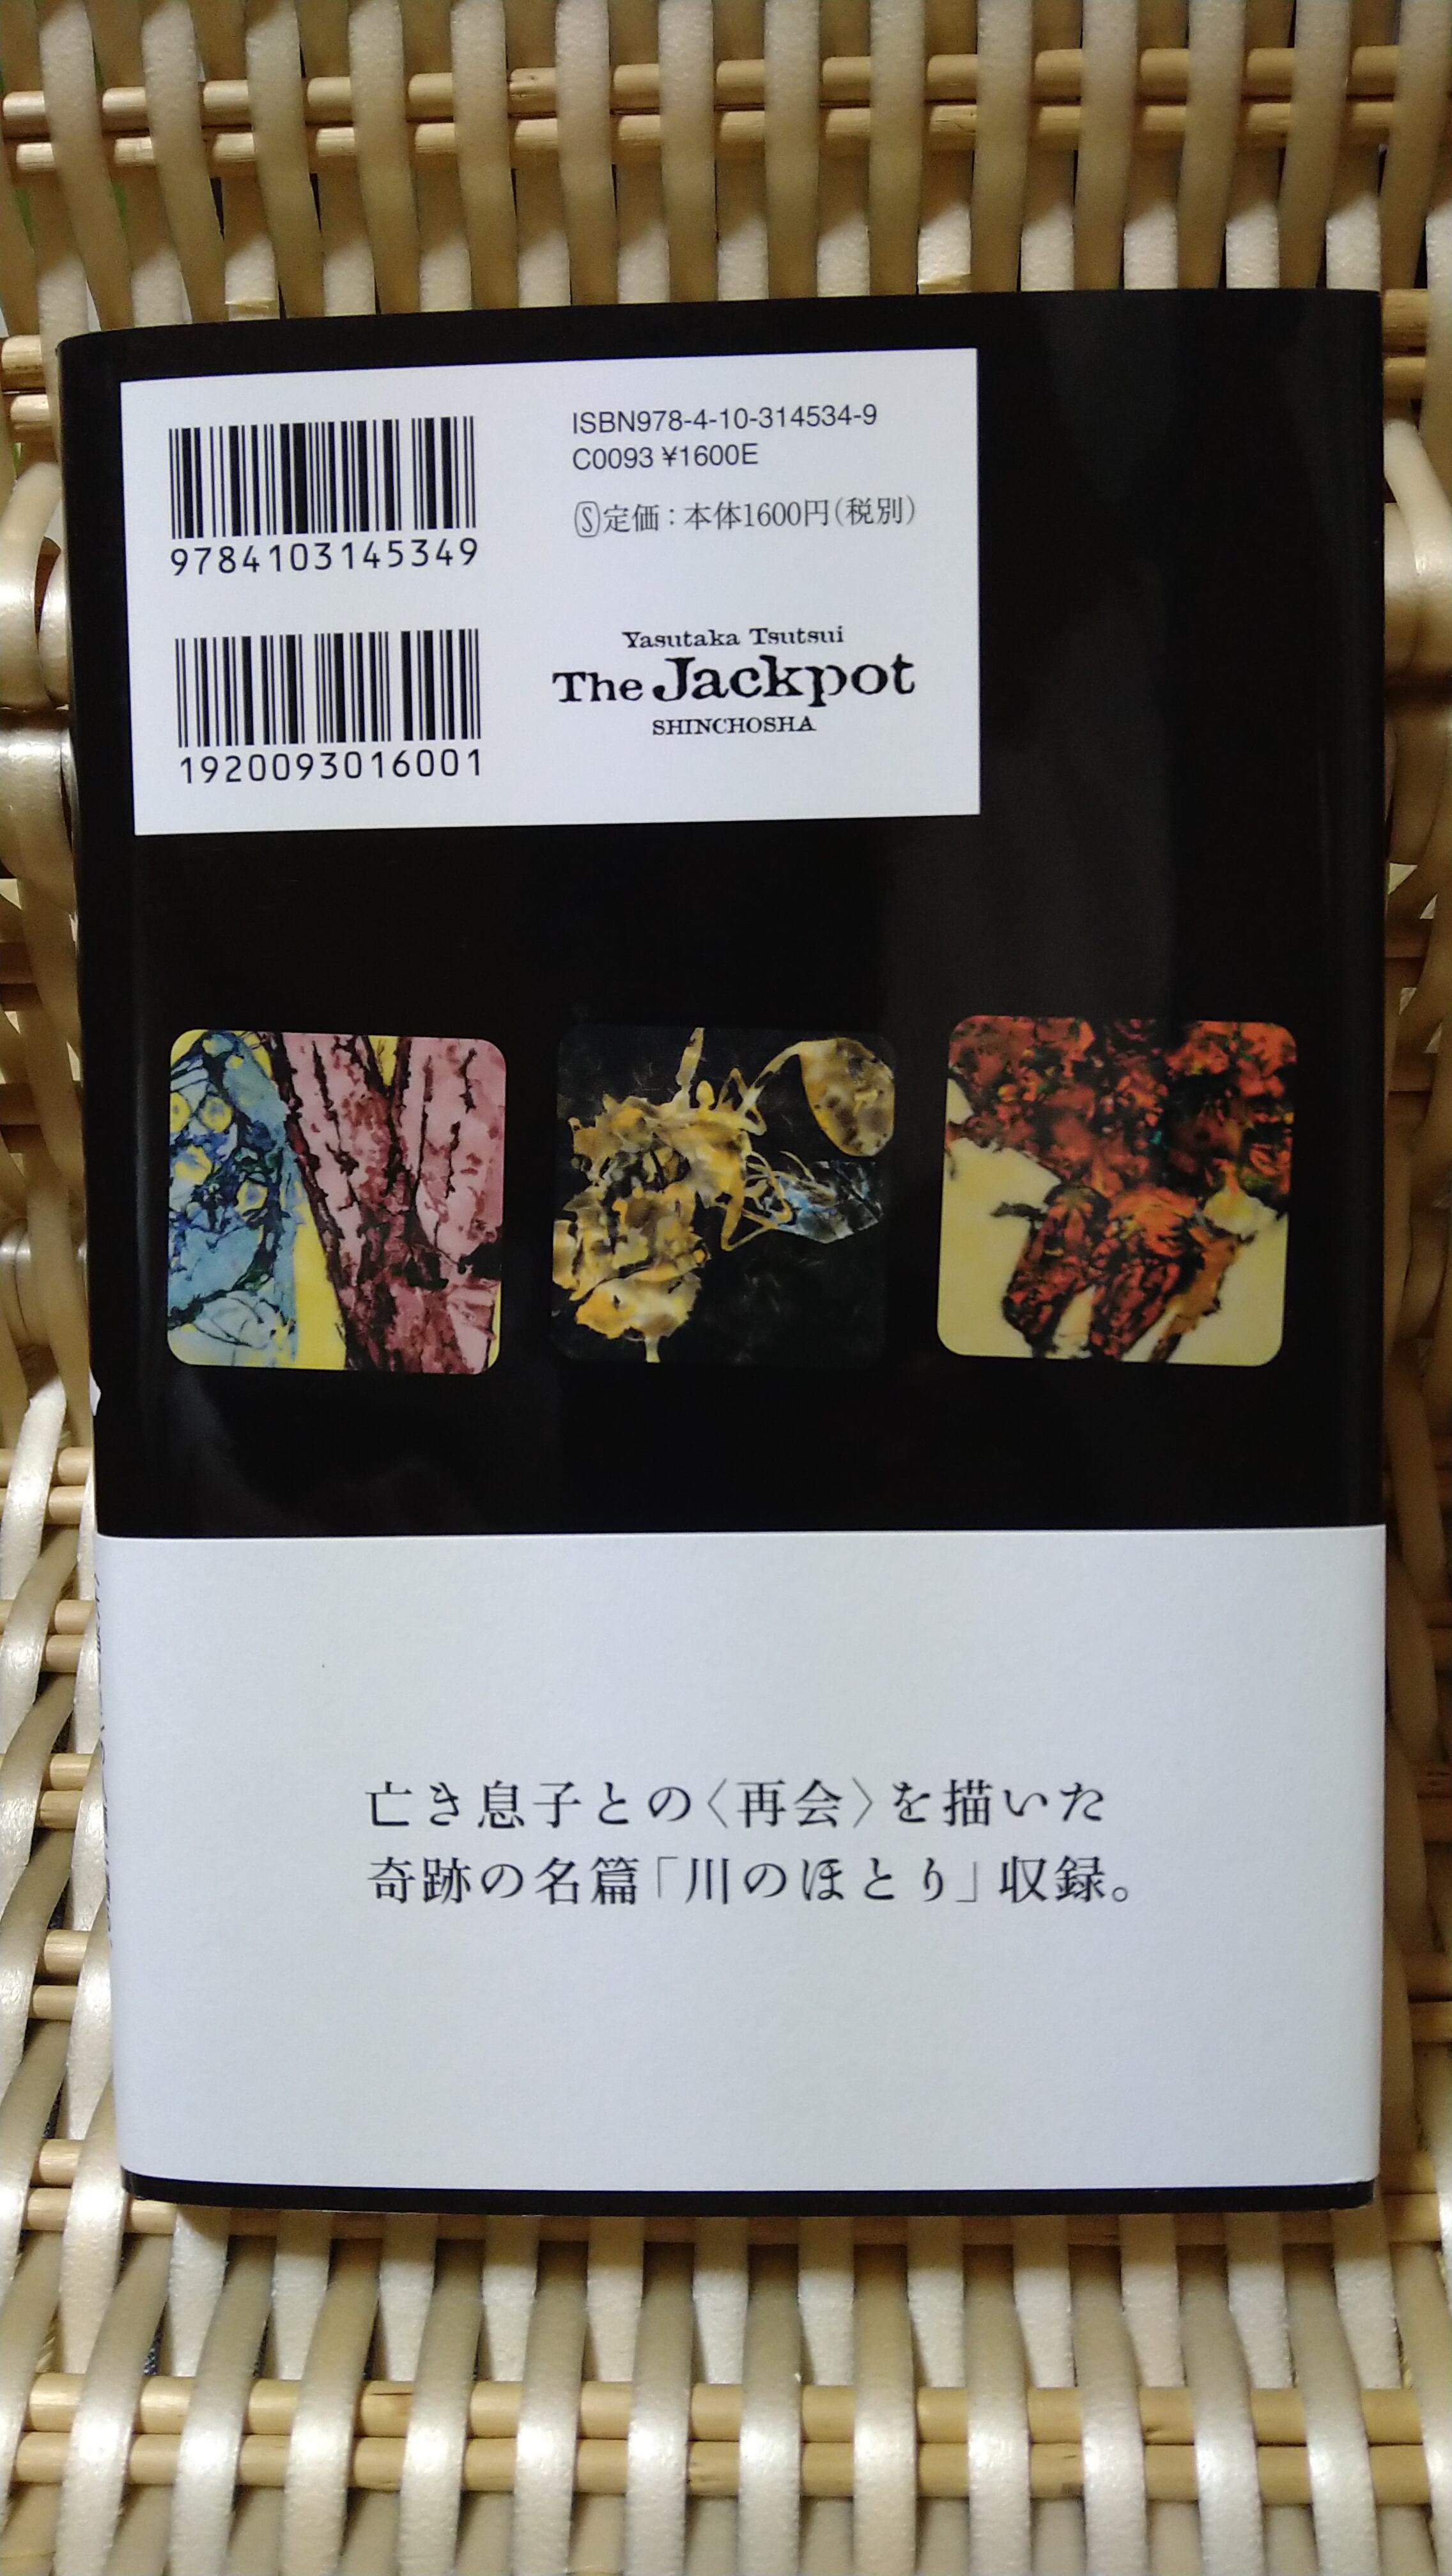 ISBN978-4-10-314534-9
C0093 ¥1600E
Ⓢ定価：本体1600円(税別)
9784103145349
1920093016001
Yasutaka Tsutsui
The Jackpot
SHINCHOSHA
亡き息子との〈再会〉を描いた
奇跡の名篇「川のほとり」収録。